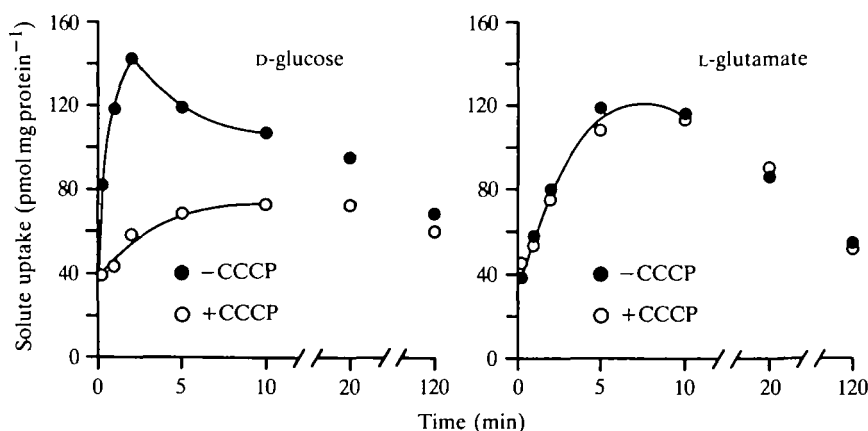 Solute uptake (pmol mg protein⁻¹)
160
120
80
40
0
D-glucose
−CCCP
+CCCP
0 5 10 20 120
160
120
80
40
0
L-glutamate
−CCCP
+CCCP
0 5 10 20 120
Time (min)